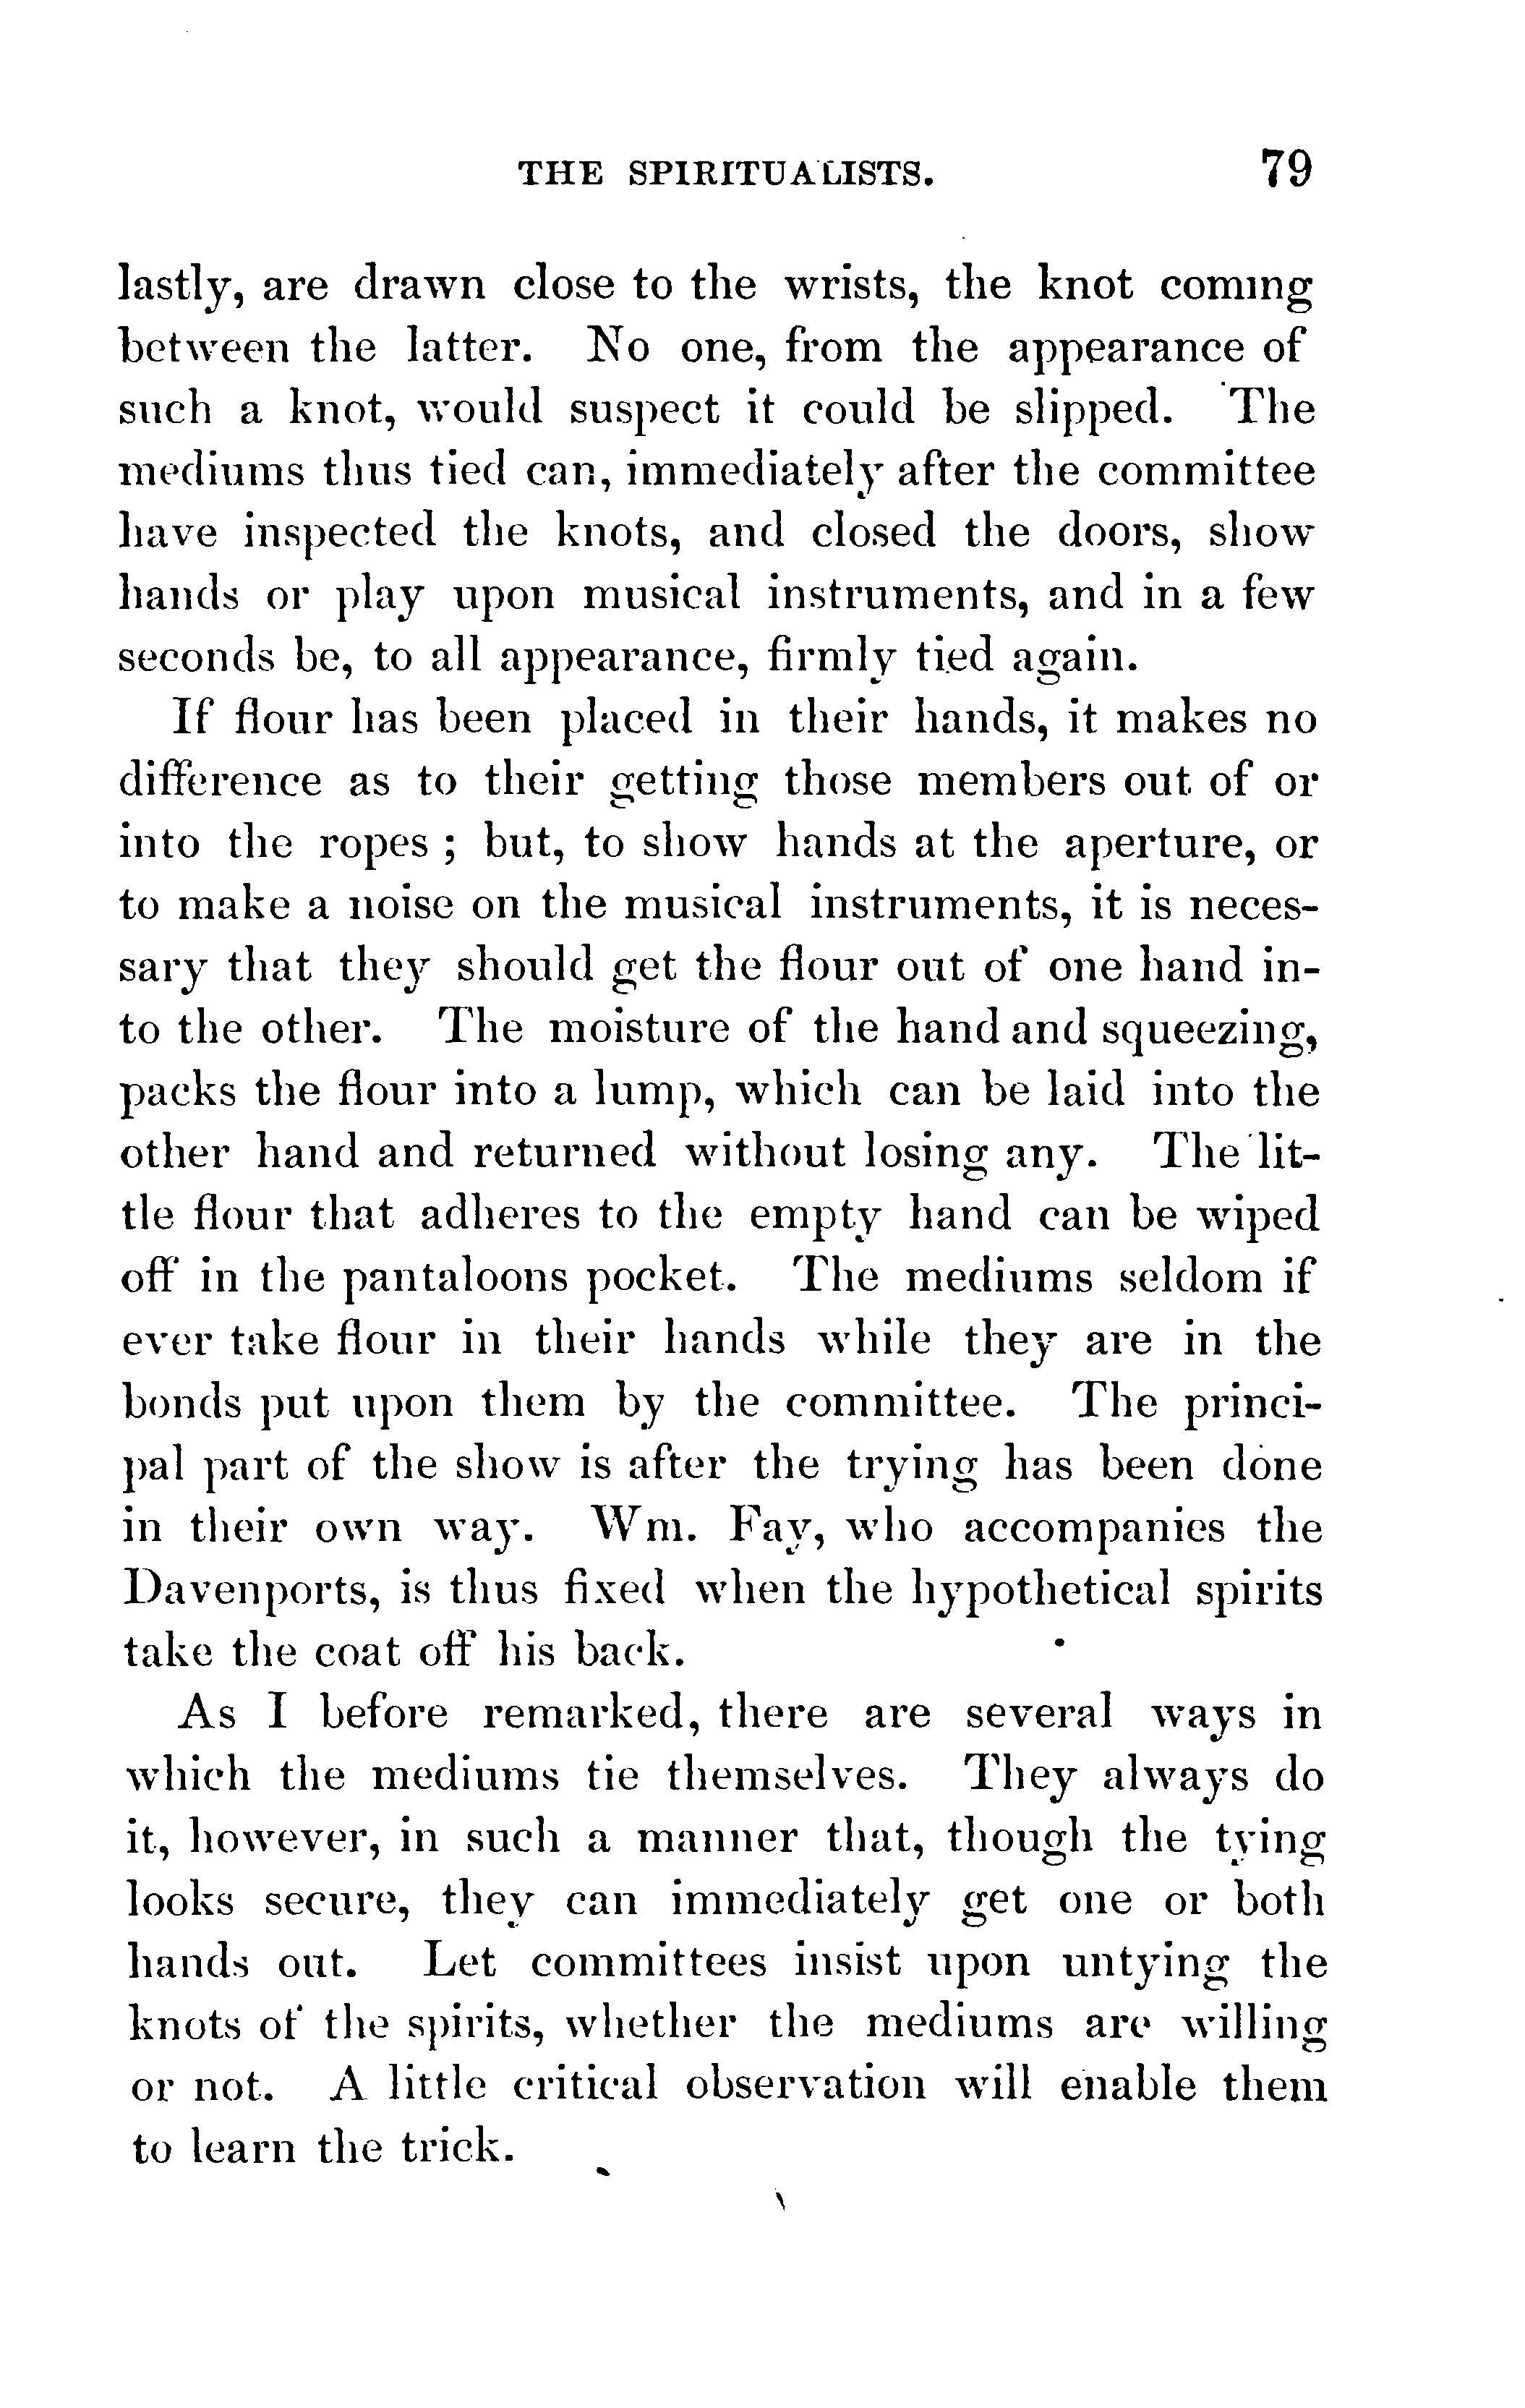 THE SPIRITUALISTS. 79
lastly, are drawn close to the wrists, the knot coming
between the latter. No one, from the appearance of
such a knot, would suspect it could be slipped. The
mediums thus tied can, immediately after the committee
have inspected the knots, and closed the doors, show
hands or play upon musical instruments, and in a few
seconds be, to all appearance, firmly tied again.
If flour has been placed in their hands, it makes no
difference as to their getting those members out of or
into the ropes ; but, to show hands at the aperture, or
to make a noise on the musical instruments, it is neces-
sary that they should get the flour out of one hand in-
to the other. The moisture of the hand and squeezing,
packs the flour into a lump, which can be laid into the
other hand and returned without losing any. The lit-
tle flour that adheres to the empty hand can be wiped
off in the pantaloons pocket. The mediums seldom if
ever take flour in their hands while they are in the
bonds put upon them by the committee. The princi-
pal part of the show is after the trying has been done
in their own way. Wm. Fay, who accompanies the
Davenports, is thus fixed when the hypothetical spirits
take the coat off his back.
As I before remarked, there are several ways in
which the mediums tie themselves. They always do
it, however, in such a manner that, though the tying
looks secure, they can immediately get one or both
hands out. Let committees insist upon untying the
knots of the spirits, whether the mediums are willing
or not. A little critical observation will enable them
to learn the trick.